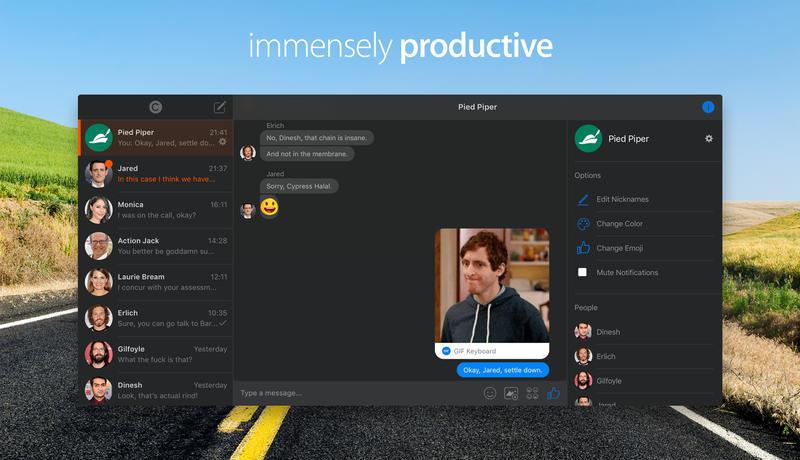 immensely productive
Pied Piper
Pied Piper 21:41
You: Okay, Jared, settle do...
Jared 21:37
In this case I think we have...
Monica 16:11
I was on the call, okay?
Action Jack 14:28
You better be goddamn su...
Laurie Bream 12:11
I concur with your assessm...
Erlich 10:35
Sure, you can go talk to Bar...
Gilfoyle Yesterday
What the fuck is that?
Dinesh Yesterday
Look, that's actual rind!
Elrich
No, Dinesh, that chain is insane.
And not in the membrane.
Jared
Sorry, Cypress Halal.
GIF Keyboard
Okay, Jared, settle down.
Type a message...
Pied Piper
Options
Edit Nicknames
Change Color
Change Emoji
Mute Notifications
People
Dinesh
Erlich
Gilfoyle
Jared